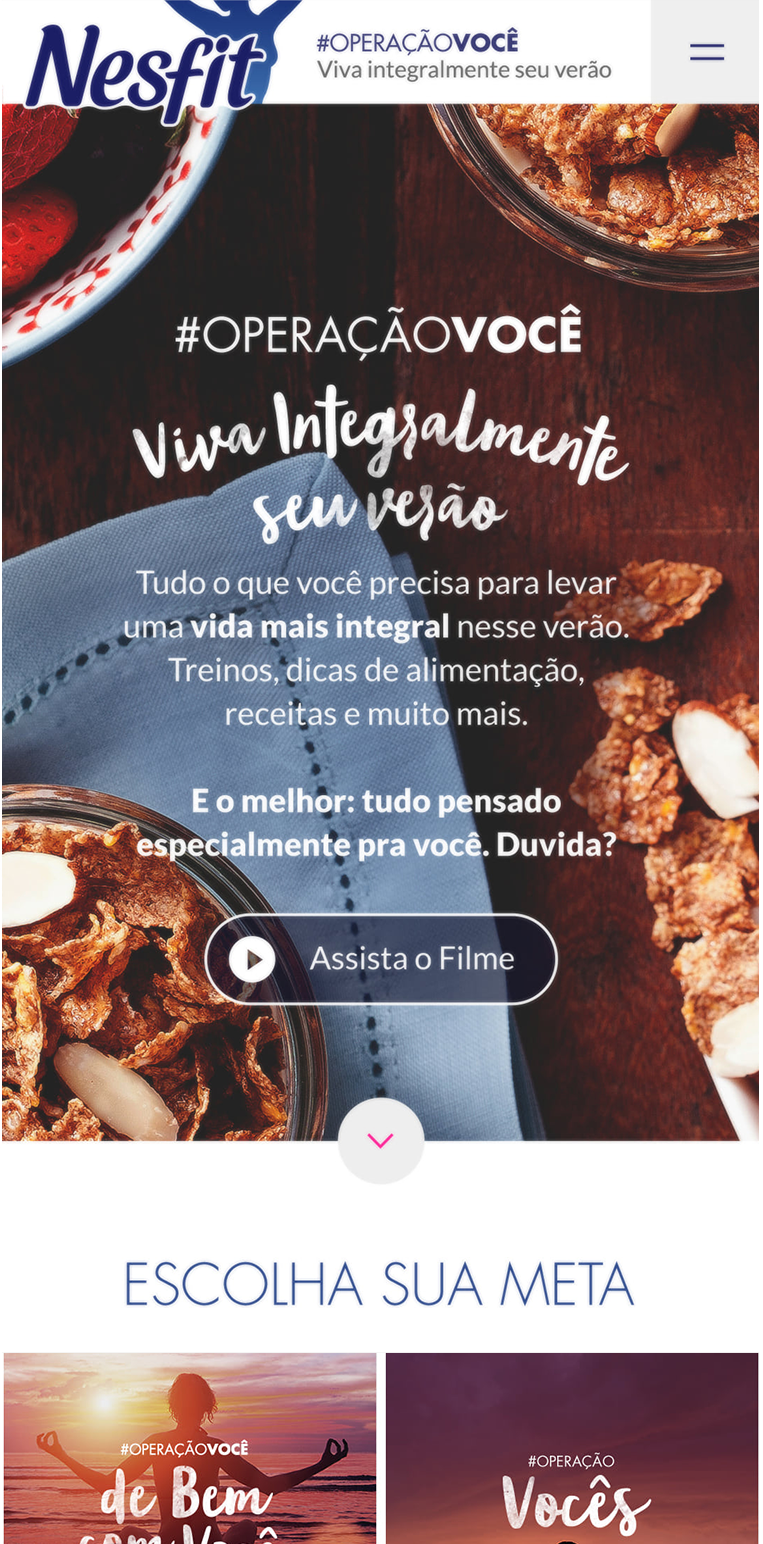 Nesfit
#OPERAÇÃOVOCÊ
Viva integralmente seu verão
#OPERAÇÃOVOCÊ
Viva Integralmente
seu verão
Tudo o que você precisa para levar
uma vida mais integral nesse verão.
Treinos, dicas de alimentação,
receitas e muito mais.
E o melhor: tudo pensado
especialmente pra você. Duvida?
Assista o Filme
ESCOLHA SUA META
#OPERAÇÃOVOCÊ
de Bem
com Você
#OPERAÇÃO
Vocês